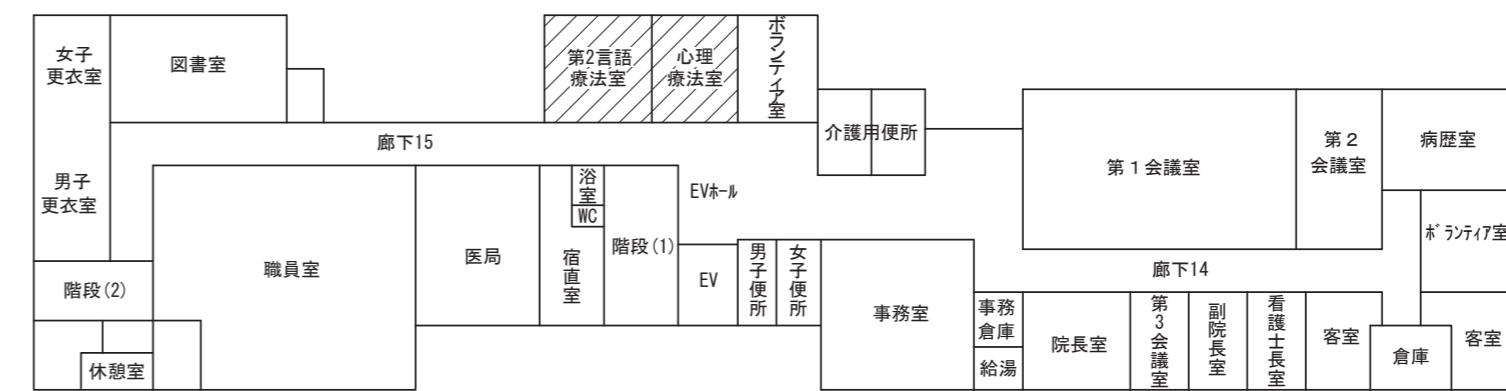 女子
更衣室
図書室
第2言語
療法室
心理
療法室
ボランティア室
介護用便所
第1会議室
第2
会議室
病歴室
廊下15
男子
更衣室
浴室
WC
EVホール
ボランティア室
階段(2)
職員室
医局
宿直室
階段(1)
EV
男子便所
女子便所
事務室
廊下14
事務
倉庫
給湯
院長室
第3会議室
副院長室
看護士長室
客室
倉庫
客室
休憩室